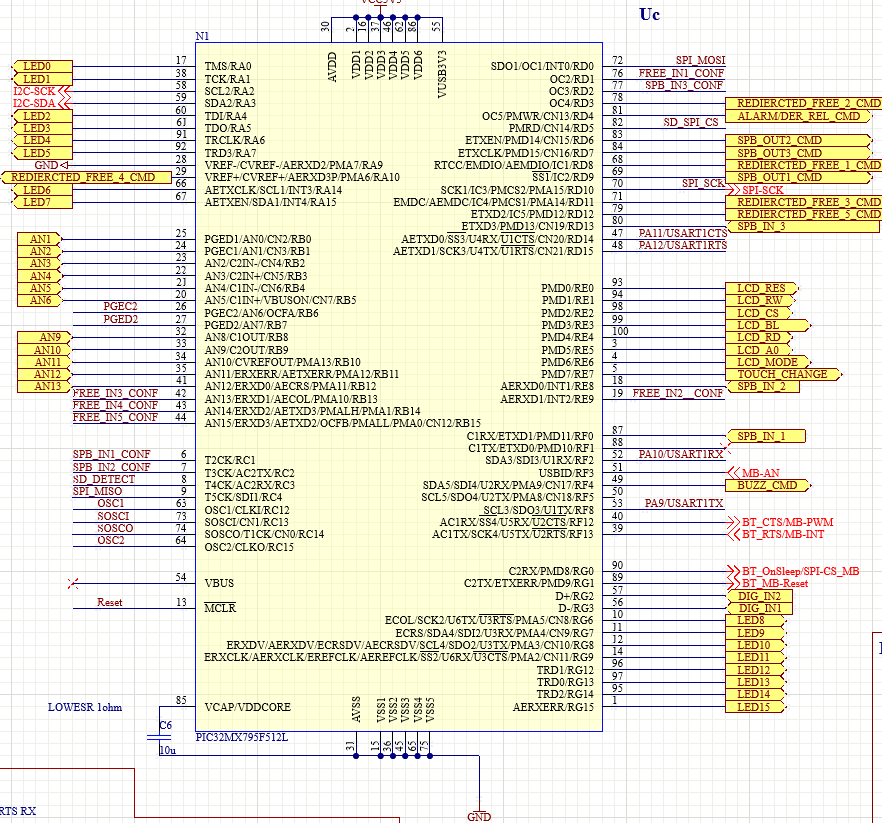 VCC3V3
Uc
N1
30 2 16 37 46 62 86 55
AVDD VDD1 VDD2 VDD3 VDD4 VDD5 VDD6 VUSB3V3
LED0 17 TMS/RA0
LED1 38 TCK/RA1
I2C-SCK 58 SCL2/RA2
I2C-SDA 59 SDA2/RA3
LED2 60 TDI/RA4
LED3 61 TDO/RA5
LED4 91 TRCLK/RA6
LED5 92 TRD3/RA7
GND 28 VREF-/CVREF-/AERXD2/PMA7/RA9
REDIERCTED_FREE_4_CMD 29 VREF+/CVREF+/AERXD3P/PMA6/RA10
LED6 66 AETXCLK/SCL1/INT3/RA14
LED7 67 AETXEN/SDA1/INT4/RA15
AN1 25 PGED1/AN0/CN2/RB0
AN2 24 PGEC1/AN1/CN3/RB1
AN3 23 AN2/C2IN-/CN4/RB2
AN4 22 AN3/C2IN+/CN5/RB3
AN5 21 AN4/C1IN-/CN6/RB4
AN6 20 AN5/C1IN+/VBUSON/CN7/RB5
PGEC2 26 PGEC2/AN6/OCFA/RB6
PGED2 27 PGED2/AN7/RB7
AN9 32 AN8/C1OUT/RB8
AN10 33 AN9/C2OUT/RB9
AN11 34 AN10/CVREFOUT/PMA13/RB10
AN12 35 AN11/ERXERR/AETXERR/PMA12/RB11
AN13 41 AN12/ERXD0/AECRS/PMA11/RB12
FREE_IN3_CONF 42 AN13/ERXD1/AECOL/PMA10/RB13
FREE_IN4_CONF 43 AN14/ERXD2/AETXD3/PMALH/PMA1/RB14
FREE_IN5_CONF 44 AN15/ERXD3/AETXD2/OCFB/PMALL/PMA0/CN12/RB15
SPB_IN1_CONF 6 T2CK/RC1
SPB_IN2_CONF 7 T3CK/AC2TX/RC2
SD_DETECT 8 T4CK/AC2RX/RC3
SPI_MISO 9 T5CK/SDI1/RC4
OSC1 63 OSC1/CLKI/RC12
SOSCI 73 SOSCI/CN1/RC13
SOSCO 74 SOSCO/T1CK/CN0/RC14
OSC2 64 OSC2/CLKO/RC15
54 VBUS
Reset 13 MCLR
85 VCAP/VDDCORE
LOWESR 1ohm
C6
10u
SDO1/OC1/INT0/RD0 72 SPI_MOSI
OC2/RD1 76 FREE_IN1_CONF
OC3/RD2 77 SPB_IN3_CONF
OC4/RD3 78 REDIERCTED_FREE_2_CMD
OC5/PMWR/CN13/RD4 81 ALARM/DER_REL_CMD
PMRD/CN14/RD5 82 SD_SPI_CS
ETXEN/PMD14/CN15/RD6 83 SPB_OUT2_CMD
ETXCLK/PMD15/CN16/RD7 84 SPB_OUT3_CMD
RTCC/EMDIO/AEMDIO/IC1/RD8 68 REDIERCTED_FREE_1_CMD
SS1/IC2/RD9 69 SPB_OUT1_CMD
SCK1/IC3/PMCS2/PMA15/RD10 70 SPI_SCK SPI-SCK
EMDC/AEMDC/IC4/PMCS1/PMA14/RD11 71 REDIERCTED_FREE_3_CMD
ETXD2/IC5/PMD12/RD12 79 REDIERCTED_FREE_5_CMD
ETXD3/PMD13/CN19/RD13 80 SPB_IN_3
AETXD0/SS3/U4RX/U1CTS/CN20/RD14 47 PA11/USART1CTS
AETXD1/SCK3/U4TX/U1RTS/CN21/RD15 48 PA12/USART1RTS
PMD0/RE0 93 LCD_RES
PMD1/RE1 94 LCD_RW
PMD2/RE2 98 LCD_CS
PMD3/RE3 99 LCD_BL
PMD4/RE4 100 LCD_RD
PMD5/RE5 3 LCD_A0
PMD6/RE6 4 LCD_MODE
PMD7/RE7 5 TOUCH_CHANGE
AERXD0/INT1/RE8 18 SPB_IN_2
AERXD1/INT2/RE9 19 FREE_IN2__CONF
C1RX/ETXD1/PMD11/RF0 87 SPB_IN_1
C1TX/ETXD0/PMD10/RF1 88
SDA3/SDI3/U1RX/RF2 52 PA10/USART1RX
USBID/RF3 51 MB-AN
SDA5/SDI4/U2RX/PMA9/CN17/RF4 49 BUZZ_CMD
SCL5/SDO4/U2TX/PMA8/CN18/RF5 50
SCL3/SDO3/U1TX/RF8 53 PA9/USART1TX
AC1RX/SS4/U5RX/U2CTS/RF12 40 BT_CTS/MB-PWM
AC1TX/SCK4/U5TX/U2RTS/RF13 39 BT_RTS/MB-INT
C2RX/PMD8/RG0 90 BT_OnSleep/SPI-CS_MB
C2TX/ETXERR/PMD9/RG1 89 BT_MB-Reset
D+/RG2 57 DIG_IN2
D-/RG3 56 DIG_IN1
ECOL/SCK2/U6TX/U3RTS/PMA5/CN8/RG6 10 LED8
ECRS/SDA4/SDI2/U3RX/PMA4/CN9/RG7 11 LED9
ERXDV/AERXDV/ECRSDV/AECRSDV/SCL4/SDO2/U3TX/PMA3/CN10/RG8 12 LED10
ERXCLK/AERXCLK/EREFCLK/AEREFCLK/SS2/U6RX/U3CTS/PMA2/CN11/RG9 14 LED11
TRD1/RG12 96 LED12
TRD0/RG13 97 LED13
TRD2/RG14 95 LED14
AERXERR/RG15 1 LED15
AVSS VSS1 VSS2 VSS3 VSS4 VSS5
31 15 36 45 65 75
PIC32MX795F512L
GND
RTS RX